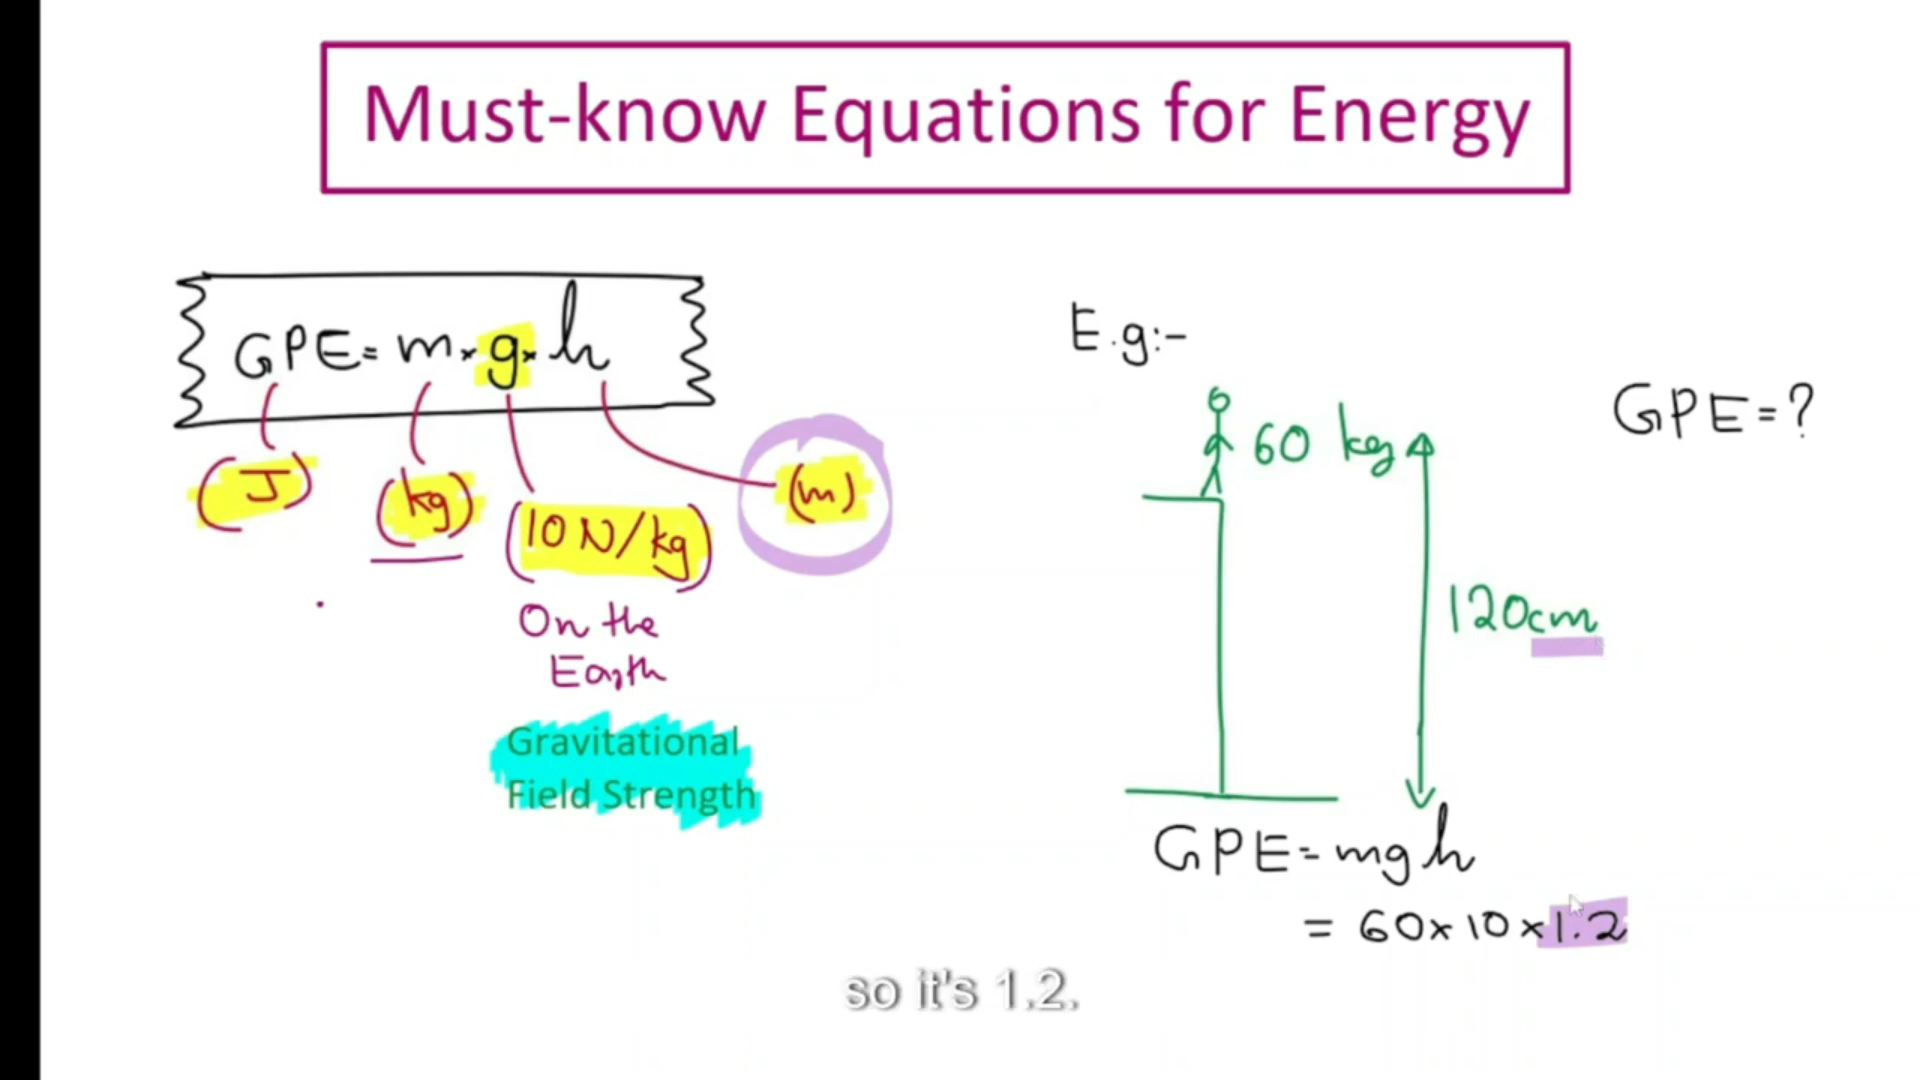 Must-know Equations for Energy
GPE= m × g × h
(J)
(kg)
(10 N/kg)
(m)
On the
Earth
Gravitational
Field Strength
E.g:-
60 kg
GPE=?
120cm
GPE= mgh
= 60×10×1.2
so it's 1.2.